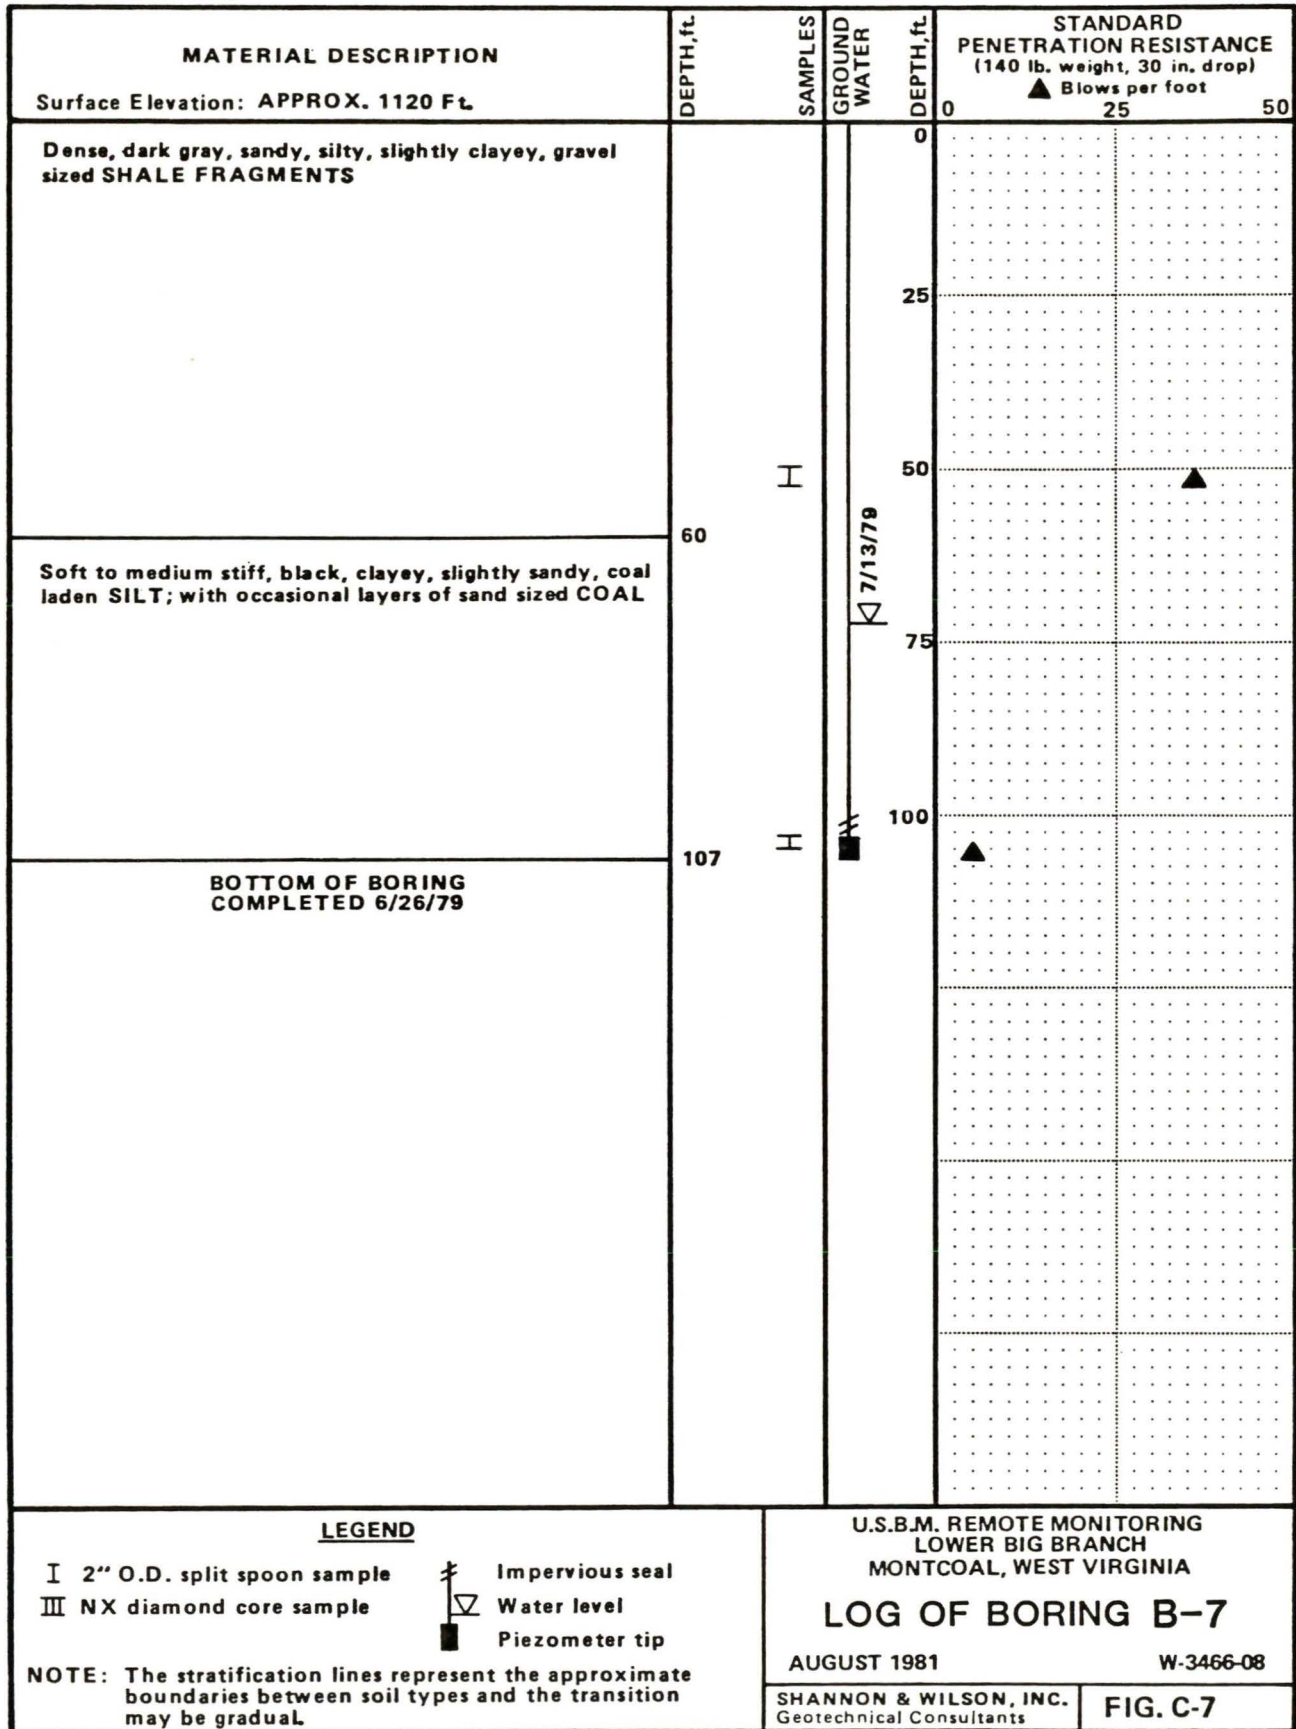 MATERIAL DESCRIPTION
Surface Elevation: APPROX. 1120 Ft.
DEPTH,ft.
SAMPLES
GROUND
WATER
DEPTH,ft.
STANDARD
PENETRATION RESISTANCE
(140 lb. weight, 30 in. drop)
▲ Blows per foot
0 25 50
Dense, dark gray, sandy, silty, slightly clayey, gravel
sized SHALE FRAGMENTS
0
25
50
60
7/13/79
Soft to medium stiff, black, clayey, slightly sandy, coal
laden SILT; with occasional layers of sand sized COAL
75
100
107
BOTTOM OF BORING
COMPLETED 6/26/79
LEGEND
I 2" O.D. split spoon sample
III NX diamond core sample
Impervious seal
Water level
Piezometer tip
NOTE: The stratification lines represent the approximate
boundaries between soil types and the transition
may be gradual.
U.S.B.M. REMOTE MONITORING
LOWER BIG BRANCH
MONTCOAL, WEST VIRGINIA
LOG OF BORING B-7
AUGUST 1981 W-3466-08
SHANNON & WILSON, INC.
Geotechnical Consultants
FIG. C-7